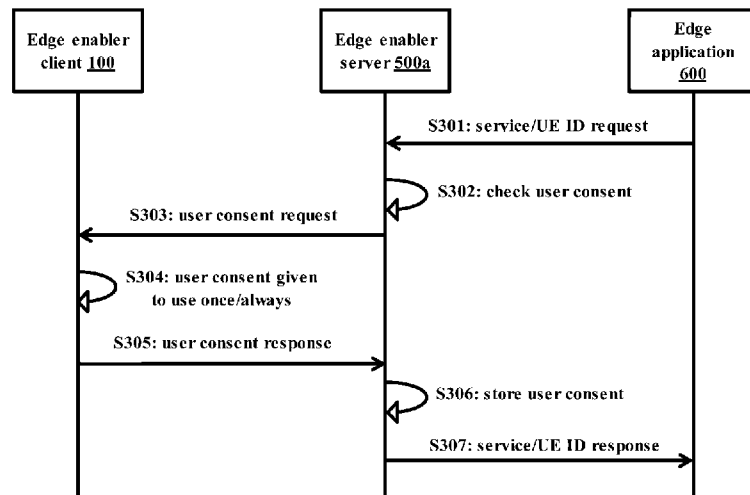 Edge enabler
client 100
Edge enabler
server 500a
Edge
application
600
S301: service/UE ID request
S302: check user consent
S303: user consent request
S304: user consent given
to use once/always
S305: user consent response
S306: store user consent
S307: service/UE ID response